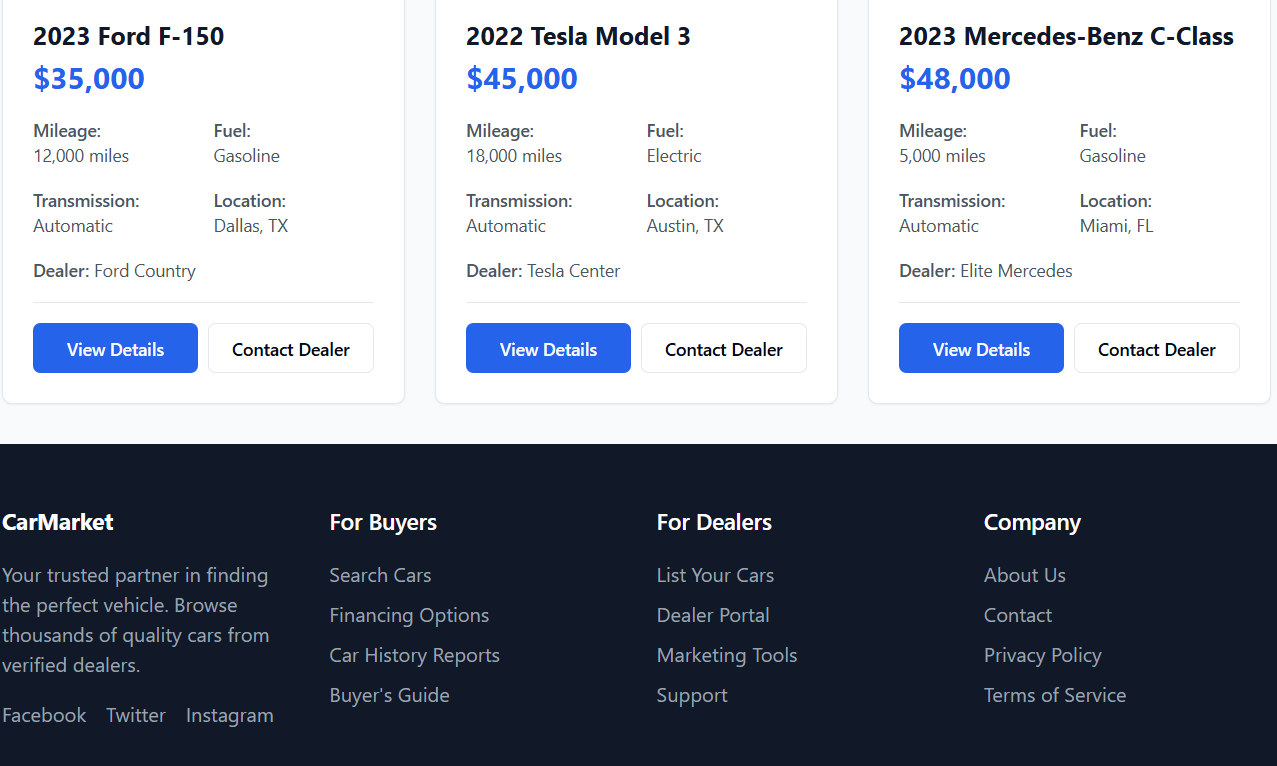 2023 Ford F-150
$35,000
Mileage:
12,000 miles
Fuel:
Gasoline
Transmission:
Automatic
Location:
Dallas, TX
Dealer: Ford Country
View Details
Contact Dealer
2022 Tesla Model 3
$45,000
Mileage:
18,000 miles
Fuel:
Electric
Transmission:
Automatic
Location:
Austin, TX
Dealer: Tesla Center
View Details
Contact Dealer
2023 Mercedes-Benz C-Class
$48,000
Mileage:
5,000 miles
Fuel:
Gasoline
Transmission:
Automatic
Location:
Miami, FL
Dealer: Elite Mercedes
View Details
Contact Dealer
CarMarket
Your trusted partner in finding
the perfect vehicle. Browse
thousands of quality cars from
verified dealers.
Facebook Twitter Instagram
For Buyers
Search Cars
Financing Options
Car History Reports
Buyer's Guide
For Dealers
List Your Cars
Dealer Portal
Marketing Tools
Support
Company
About Us
Contact
Privacy Policy
Terms of Service